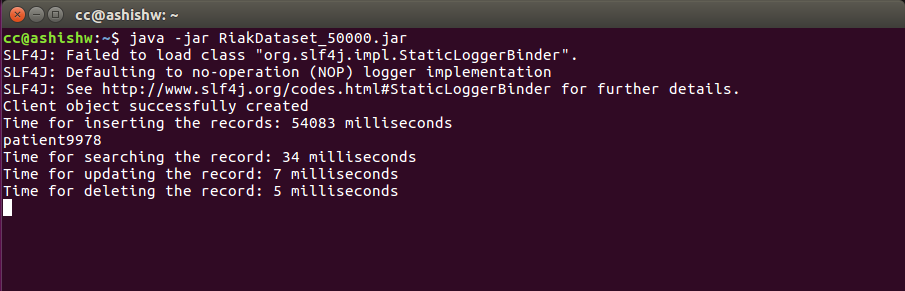 cc@ashishw: ~
cc@ashishw:~$ java -jar RiakDataset_50000.jar
SLF4J: Failed to load class "org.slf4j.impl.StaticLoggerBinder".
SLF4J: Defaulting to no-operation (NOP) logger implementation
SLF4J: See http://www.slf4j.org/codes.html#StaticLoggerBinder for further details.
Client object successfully created
Time for inserting the records: 54083 milliseconds
patient9978
Time for searching the record: 34 milliseconds
Time for updating the record: 7 milliseconds
Time for deleting the record: 5 milliseconds